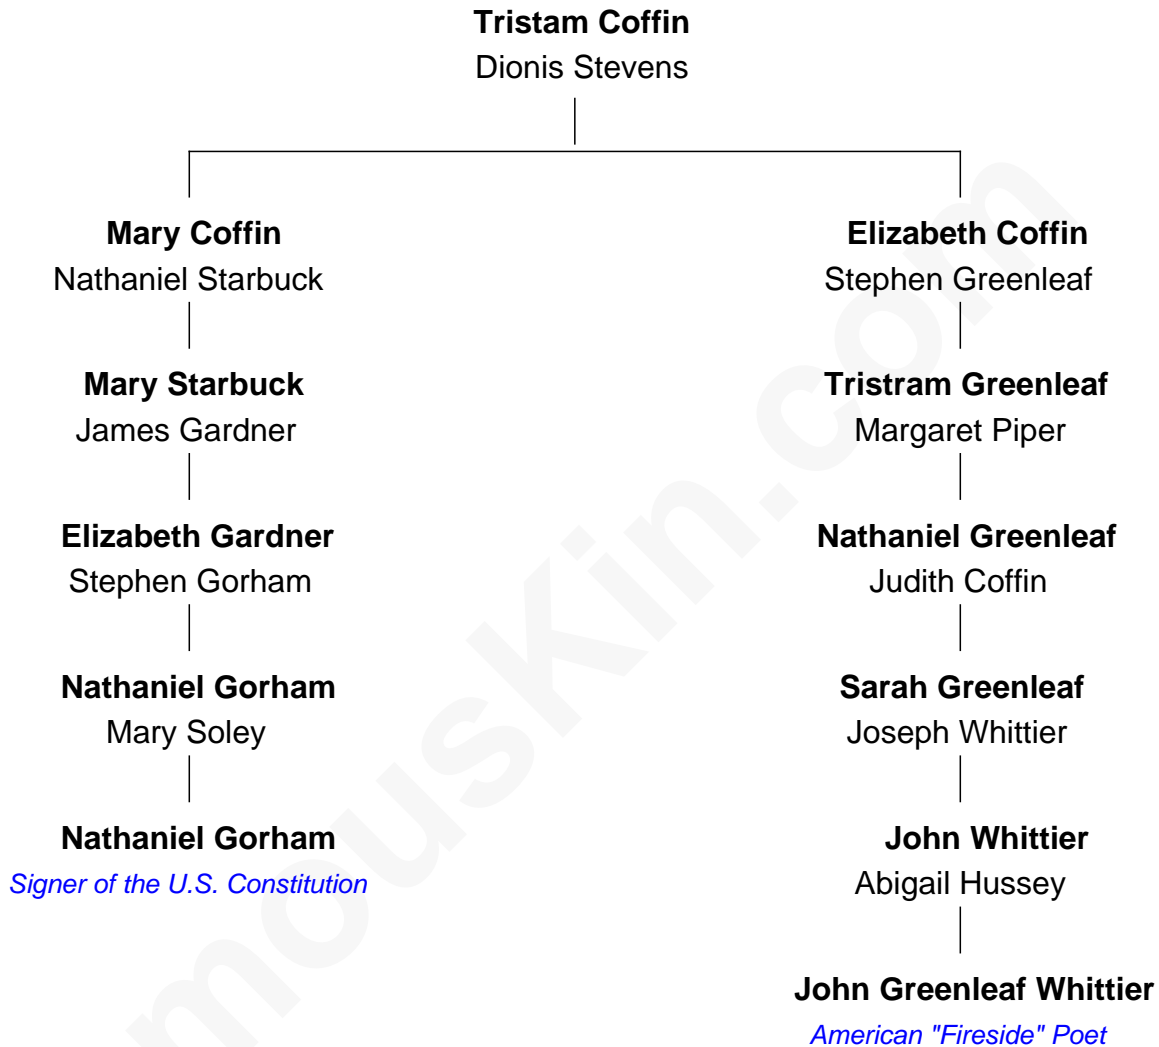 Tristam Coffin
Dionis Stevens
Mary Coffin
Nathaniel Starbuck
Elizabeth Coffin
Stephen Greenleaf
Mary Starbuck
James Gardner
Tristram Greenleaf
Margaret Piper
Elizabeth Gardner
Stephen Gorham
Nathaniel Greenleaf
Judith Coffin
Nathaniel Gorham
Mary Soley
Sarah Greenleaf
Joseph Whittier
Nathaniel Gorham
Signer of the U.S. Constitution
John Whittier
Abigail Hussey
John Greenleaf Whittier
American "Fireside" Poet
mousKin.com